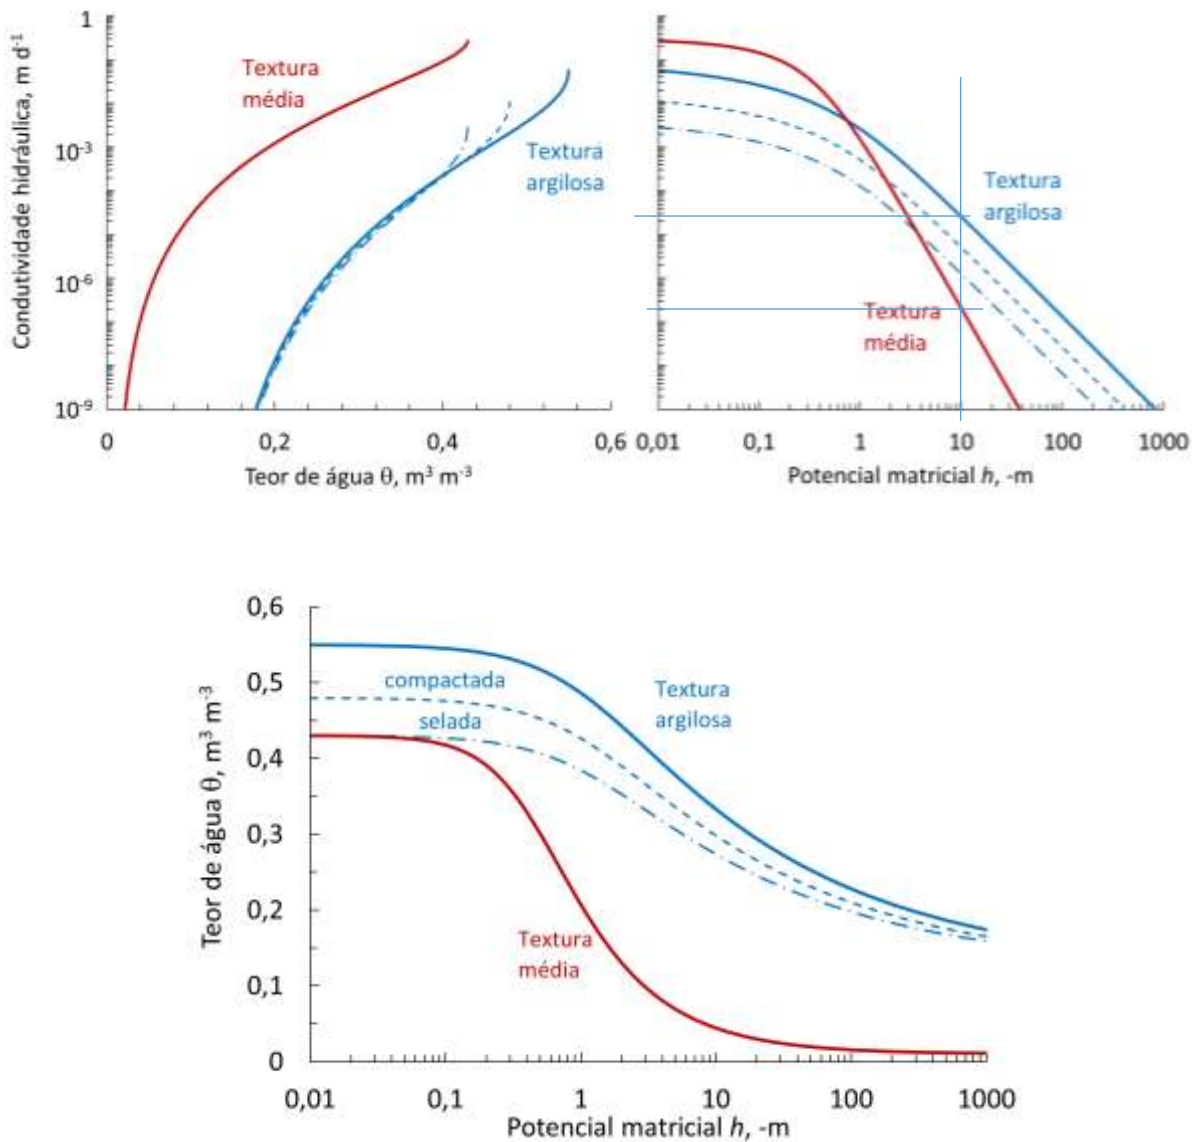 Condutividade hidráulica, m d⁻¹
1
10⁻³
10⁻⁶
10⁻⁹
Textura
média
Textura
argilosa
0
0,2
0,4
0,6
Teor de água θ, m³ m⁻³
Textura
argilosa
Textura
média
0,01
0,1
1
10
100
1000
Potencial matricial h, -m
Teor de água θ, m³ m⁻³
0,6
0,5
0,4
0,3
0,2
0,1
0
compactada
selada
Textura
argilosa
Textura
média
0,01
0,1
1
10
100
1000
Potencial matricial h, -m